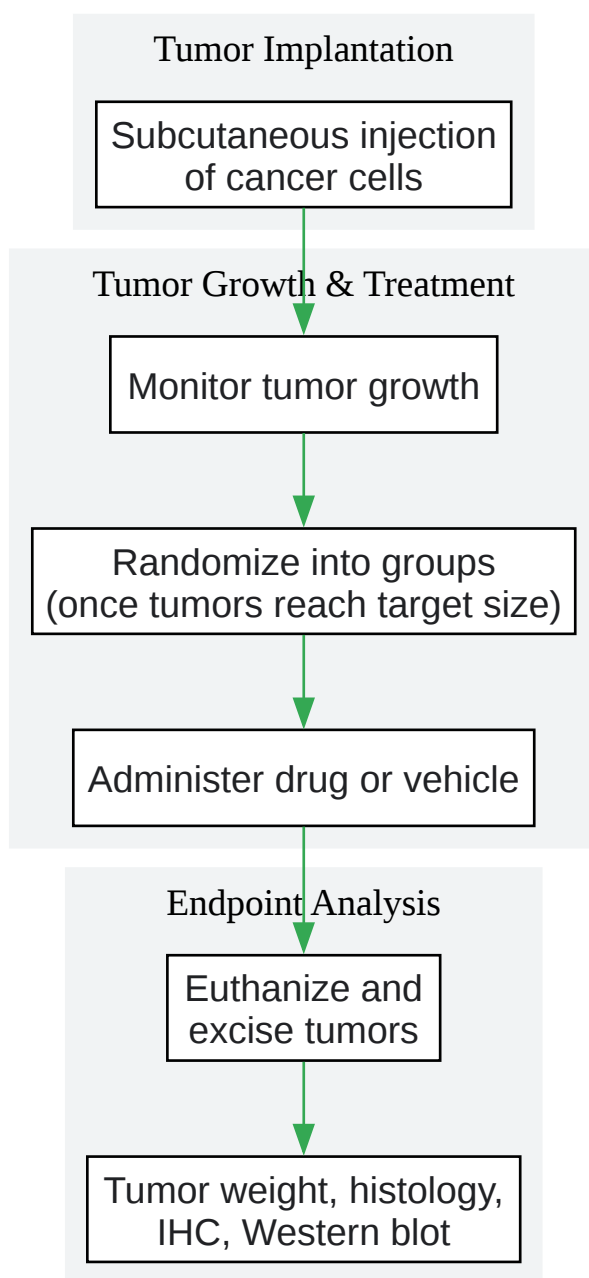 Tumor Implantation
Subcutaneous injection
of cancer cells
Tumor Growth & Treatment
Monitor tumor growth
Randomize into groups
(once tumors reach target size)
Administer drug or vehicle
Endpoint Analysis
Euthanize and
excise tumors
Tumor weight, histology,
IHC, Western blot